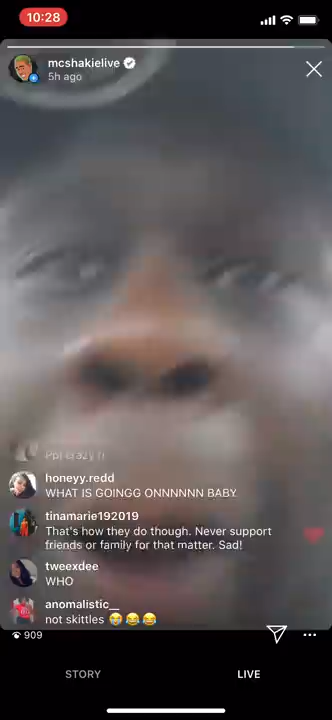 10:28
mcshakielive
5h ago
honeyy.redd
WHAT IS GOINGG ONNNNNN BABY
tinamarie192019
That's how they do though. Never support
friends or family for that matter. Sad!
tweexdee
WHO
anomalistic__
not skittles 😭😂😂
909
STORY
LIVE